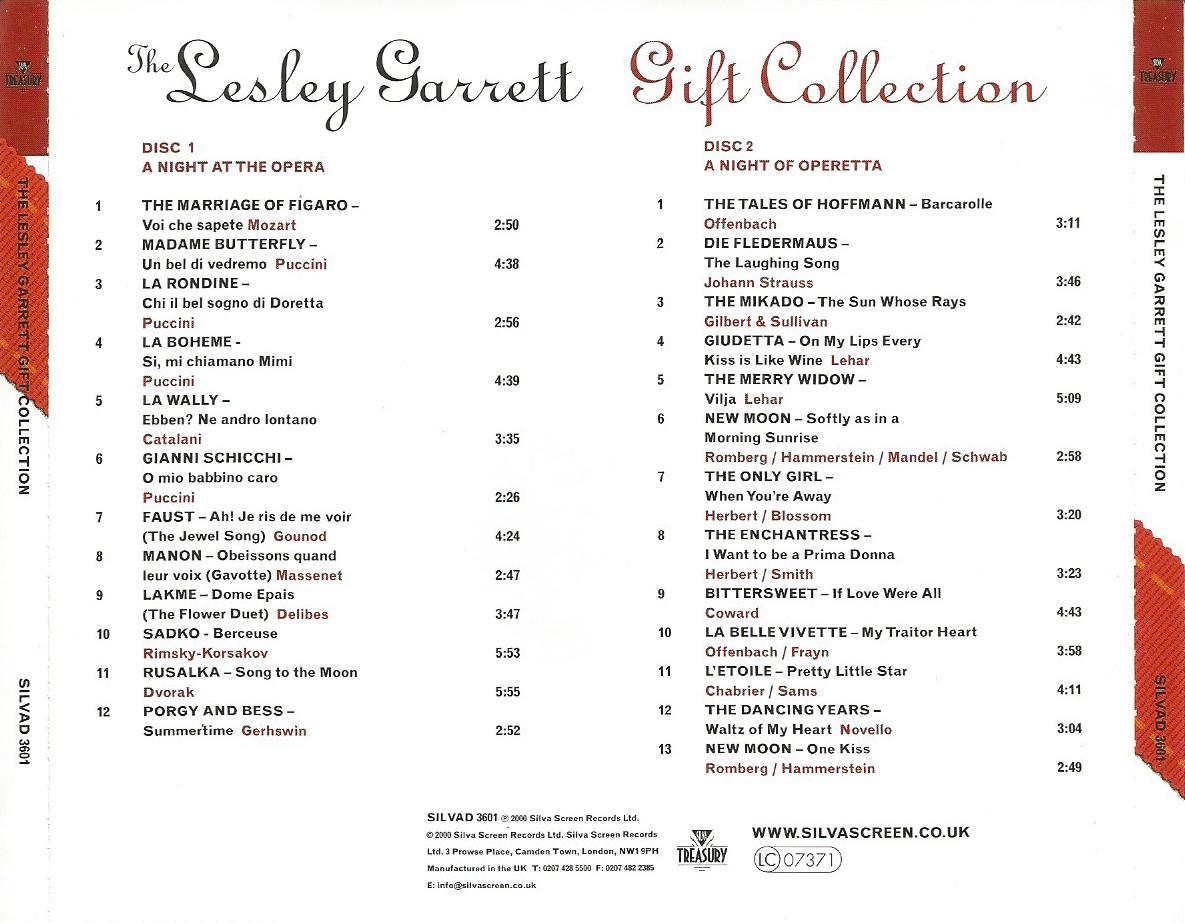 The Lesley Garrett Gift Collection
DISC 1
A NIGHT AT THE OPERA
1 THE MARRIAGE OF FIGARO –
Voi che sapete Mozart 2:50
2 MADAME BUTTERFLY –
Un bel di vedremo Puccini 4:38
3 LA RONDINE –
Chi il bel sogno di Doretta
Puccini 2:56
4 LA BOHEME -
Si, mi chiamano Mimi
Puccini 4:39
5 LA WALLY –
Ebben? Ne andro lontano
Catalani 3:35
6 GIANNI SCHICCHI –
O mio babbino caro
Puccini 2:26
7 FAUST – Ah! Je ris de me voir
(The Jewel Song) Gounod 4:24
8 MANON – Obeissons quand
leur voix (Gavotte) Massenet 2:47
9 LAKME – Dome Epais
(The Flower Duet) Delibes 3:47
10 SADKO - Berceuse
Rimsky-Korsakov 5:53
11 RUSALKA – Song to the Moon
Dvorak 5:55
12 PORGY AND BESS –
Summertime Gerhswin 2:52
DISC 2
A NIGHT OF OPERETTA
1 THE TALES OF HOFFMANN – Barcarolle
Offenbach 3:11
2 DIE FLEDERMAUS –
The Laughing Song
Johann Strauss 3:46
3 THE MIKADO – The Sun Whose Rays
Gilbert & Sullivan 2:42
4 GIUDETTA – On My Lips Every
Kiss is Like Wine Lehar 4:43
5 THE MERRY WIDOW –
Vilja Lehar 5:09
6 NEW MOON – Softly as in a
Morning Sunrise
Romberg / Hammerstein / Mandel / Schwab 2:58
7 THE ONLY GIRL –
When You're Away
Herbert / Blossom 3:20
8 THE ENCHANTRESS –
I Want to be a Prima Donna
Herbert / Smith 3:23
9 BITTERSWEET – If Love Were All
Coward 4:43
10 LA BELLE VIVETTE – My Traitor Heart
Offenbach / Frayn 3:58
11 L'ETOILE – Pretty Little Star
Chabrier / Sams 4:11
12 THE DANCING YEARS –
Waltz of My Heart Novello 3:04
13 NEW MOON – One Kiss
Romberg / Hammerstein 2:49
SILVAD 3601 ℗ 2000 Silva Screen Records Ltd.
© 2000 Silva Screen Records Ltd. Silva Screen Records
Ltd. 3 Prowse Place, Camden Town, London, NW1 9PH
Manufactured in the UK T: 0207 428 5500 F: 0207 482 2385
E: info@silvascreen.co.uk
TREASURY
WWW.SILVASCREEN.CO.UK
LC 07371
TREASURY
THE LESLEY GARRETT GIFT COLLECTION
SILVAD 3601
TREASURY
THE LESLEY GARRETT GIFT COLLECTION
SILVAD 3601